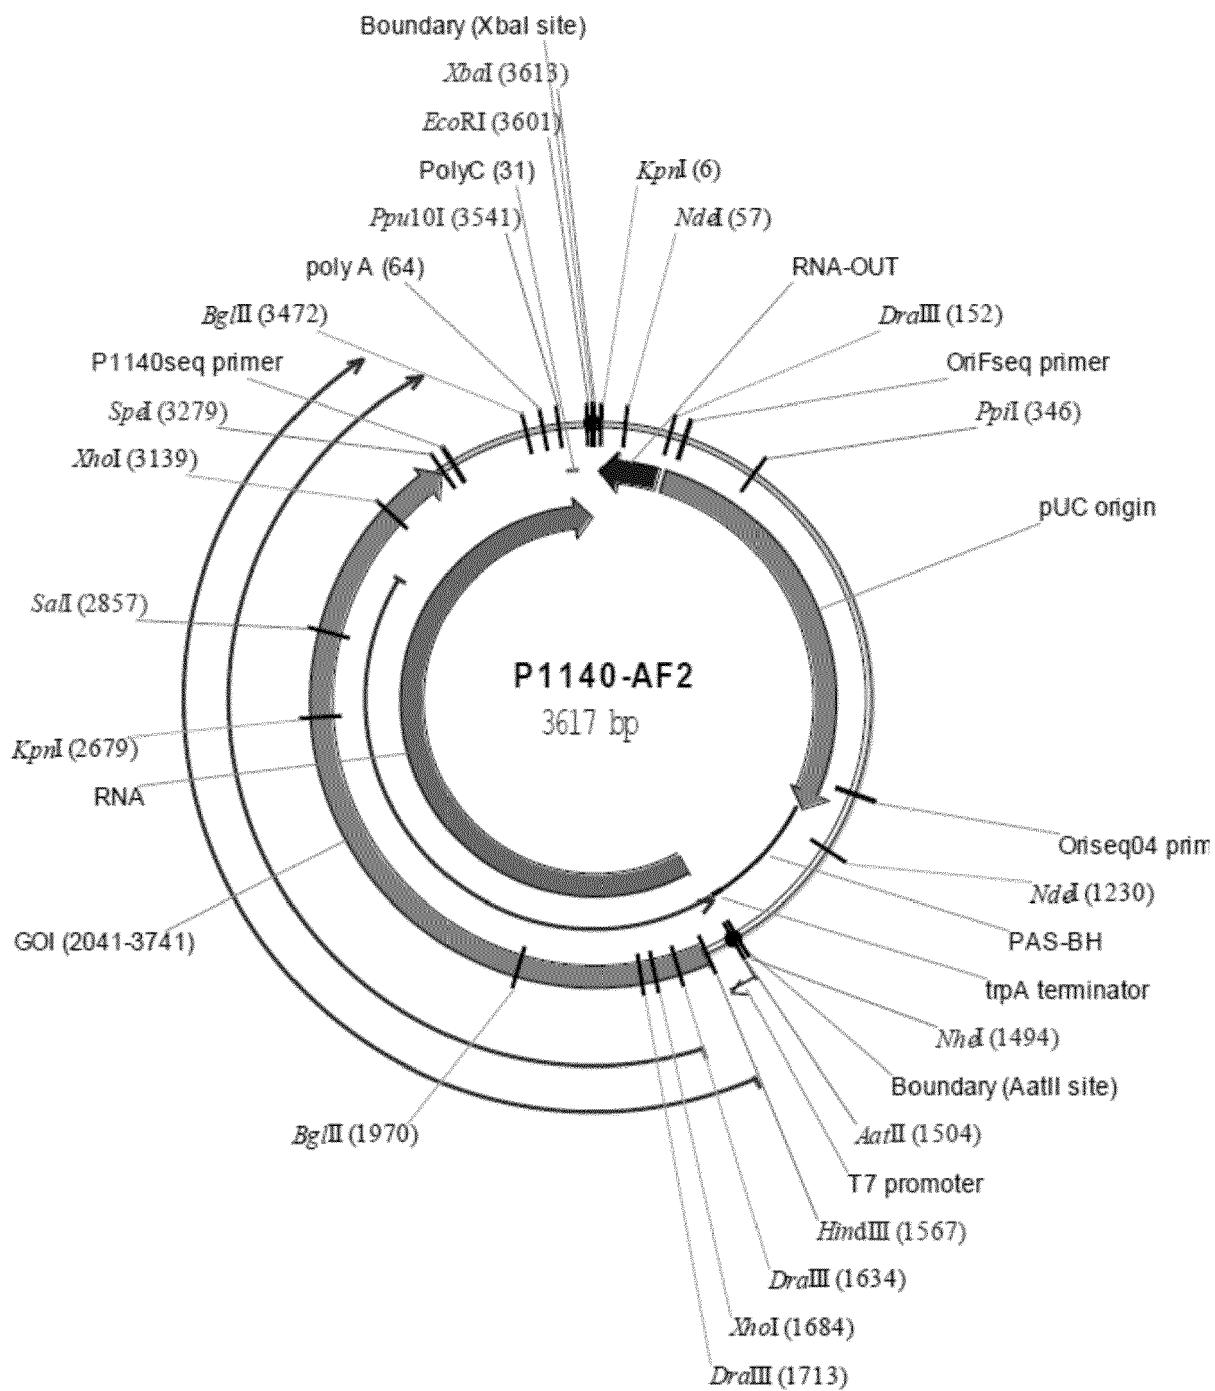 Boundary (XbaI site)
XbaI (3613)
EcoRI (3601)
PolyC (31)
KpnI (6)
Ppu10I (3541)
NdeI (57)
poly A (64)
RNA-OUT
BglII (3472)
DraIII (152)
P1140seq primer
OriFseq primer
SpeI (3279)
PpiI (346)
XhoI (3139)
pUC origin
SalI (2857)
P1140-AF2
3617 bp
KpnI (2679)
RNA
Oriseq04 prim
NdeI (1230)
GOI (2041-3741)
PAS-BH
trpA terminator
NheI (1494)
Boundary (AatII site)
BglII (1970)
AatII (1504)
T7 promoter
HindIII (1567)
DraIII (1634)
XhoI (1684)
DraIII (1713)